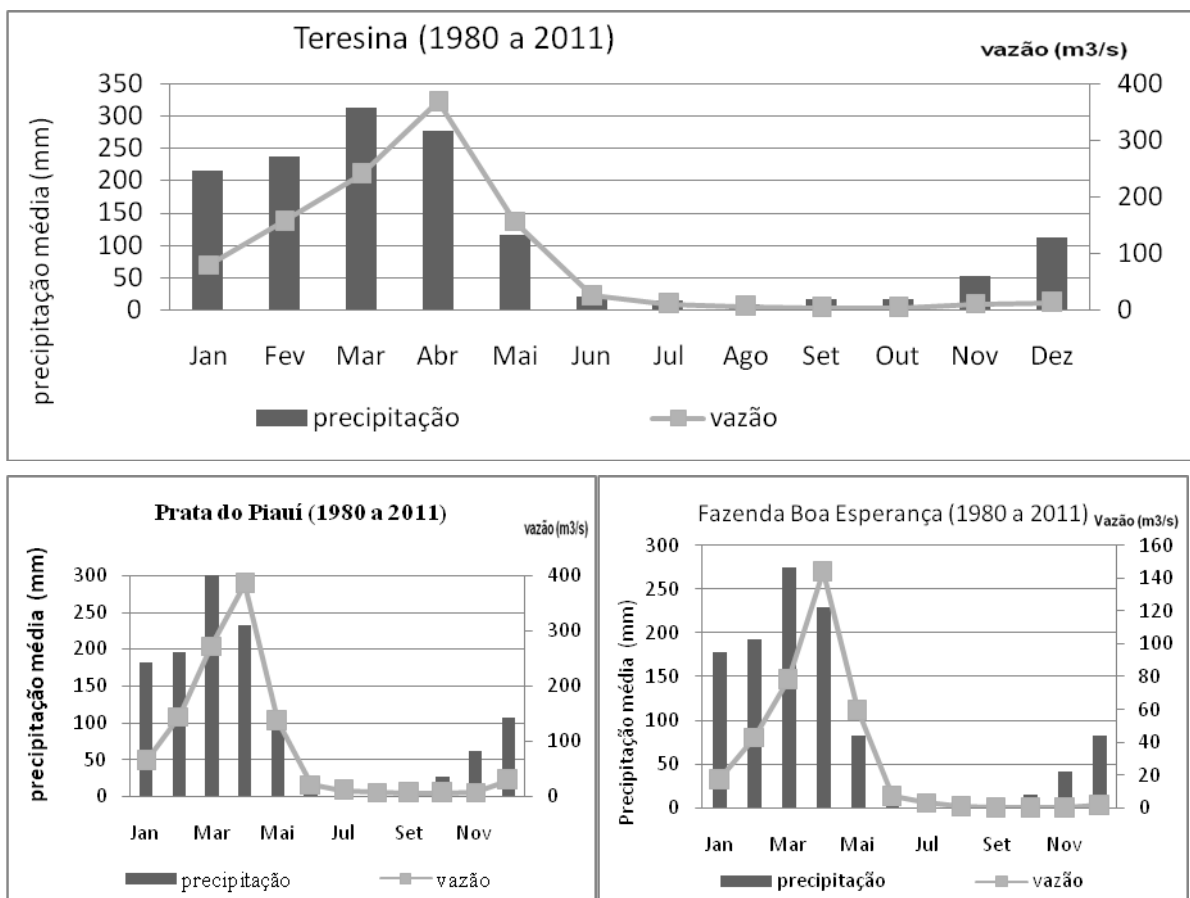 Teresina (1980 a 2011)
vazão (m3/s)
precipitação média (mm)
350
300
250
200
150
100
50
0
400
300
200
100
0
Jan Fev Mar Abr Mai Jun Jul Ago Set Out Nov Dez
precipitação vazão
Prata do Piauí (1980 a 2011)
vazão (m3/s)
precipitação média (mm)
300
250
200
150
100
50
0
400
300
200
100
0
Jan Mar Mai Jul Set Nov
precipitação vazão
Fazenda Boa Esperança (1980 a 2011)
Vazão (m3/s)
Precipitação média (mm)
300
250
200
150
100
50
0
160
140
120
100
80
60
40
20
0
Jan Mar Mai Jul Set Nov
precipitação vazão